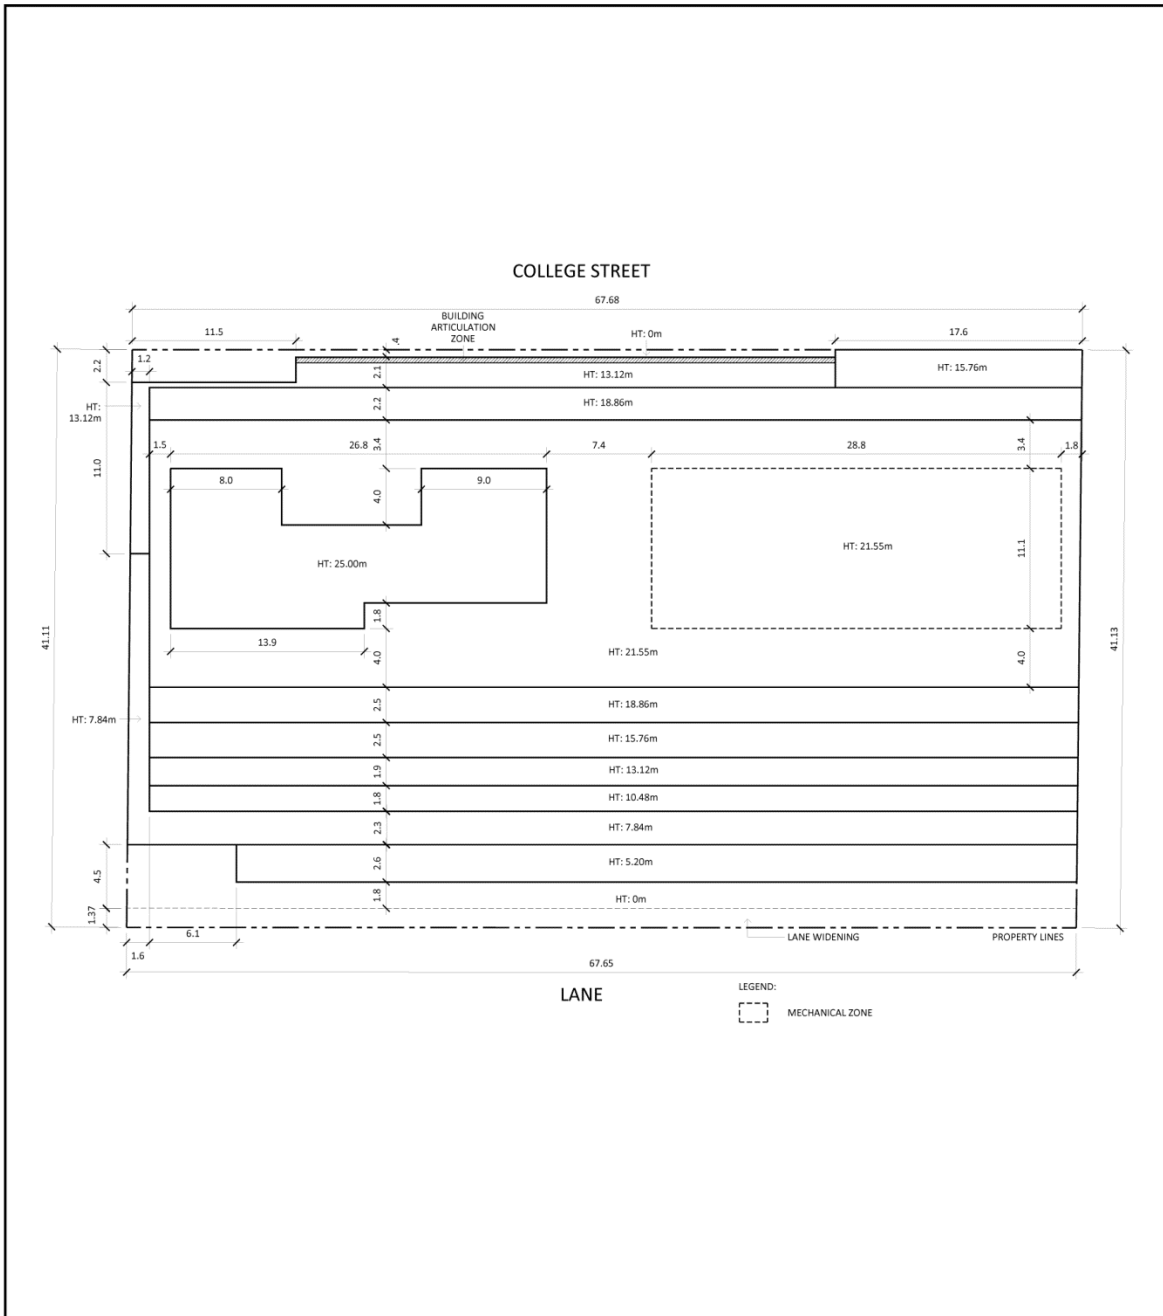 COLLEGE STREET
67.68
BUILDING
ARTICULATION
ZONE
11.5
.4
HT: 0m
17.6
2.2
1.2
2.1
HT: 13.12m
HT: 15.76m
HT:
13.12m
2.2
HT: 18.86m
11.0
1.5
26.8
3.4
7.4
28.8
3.4
1.8
8.0
4.0
9.0
HT: 25.00m
HT: 21.55m
11.1
41.11
41.13
1.8
13.9
4.0
HT: 21.55m
4.0
HT: 7.84m
2.5
HT: 18.86m
2.5
HT: 15.76m
1.9
HT: 13.12m
1.8
HT: 10.48m
2.3
HT: 7.84m
4.5
2.6
HT: 5.20m
1.8
HT: 0m
1.37
6.1
LANE WIDENING
PROPERTY LINES
1.6
67.65
LANE
LEGEND:
MECHANICAL ZONE